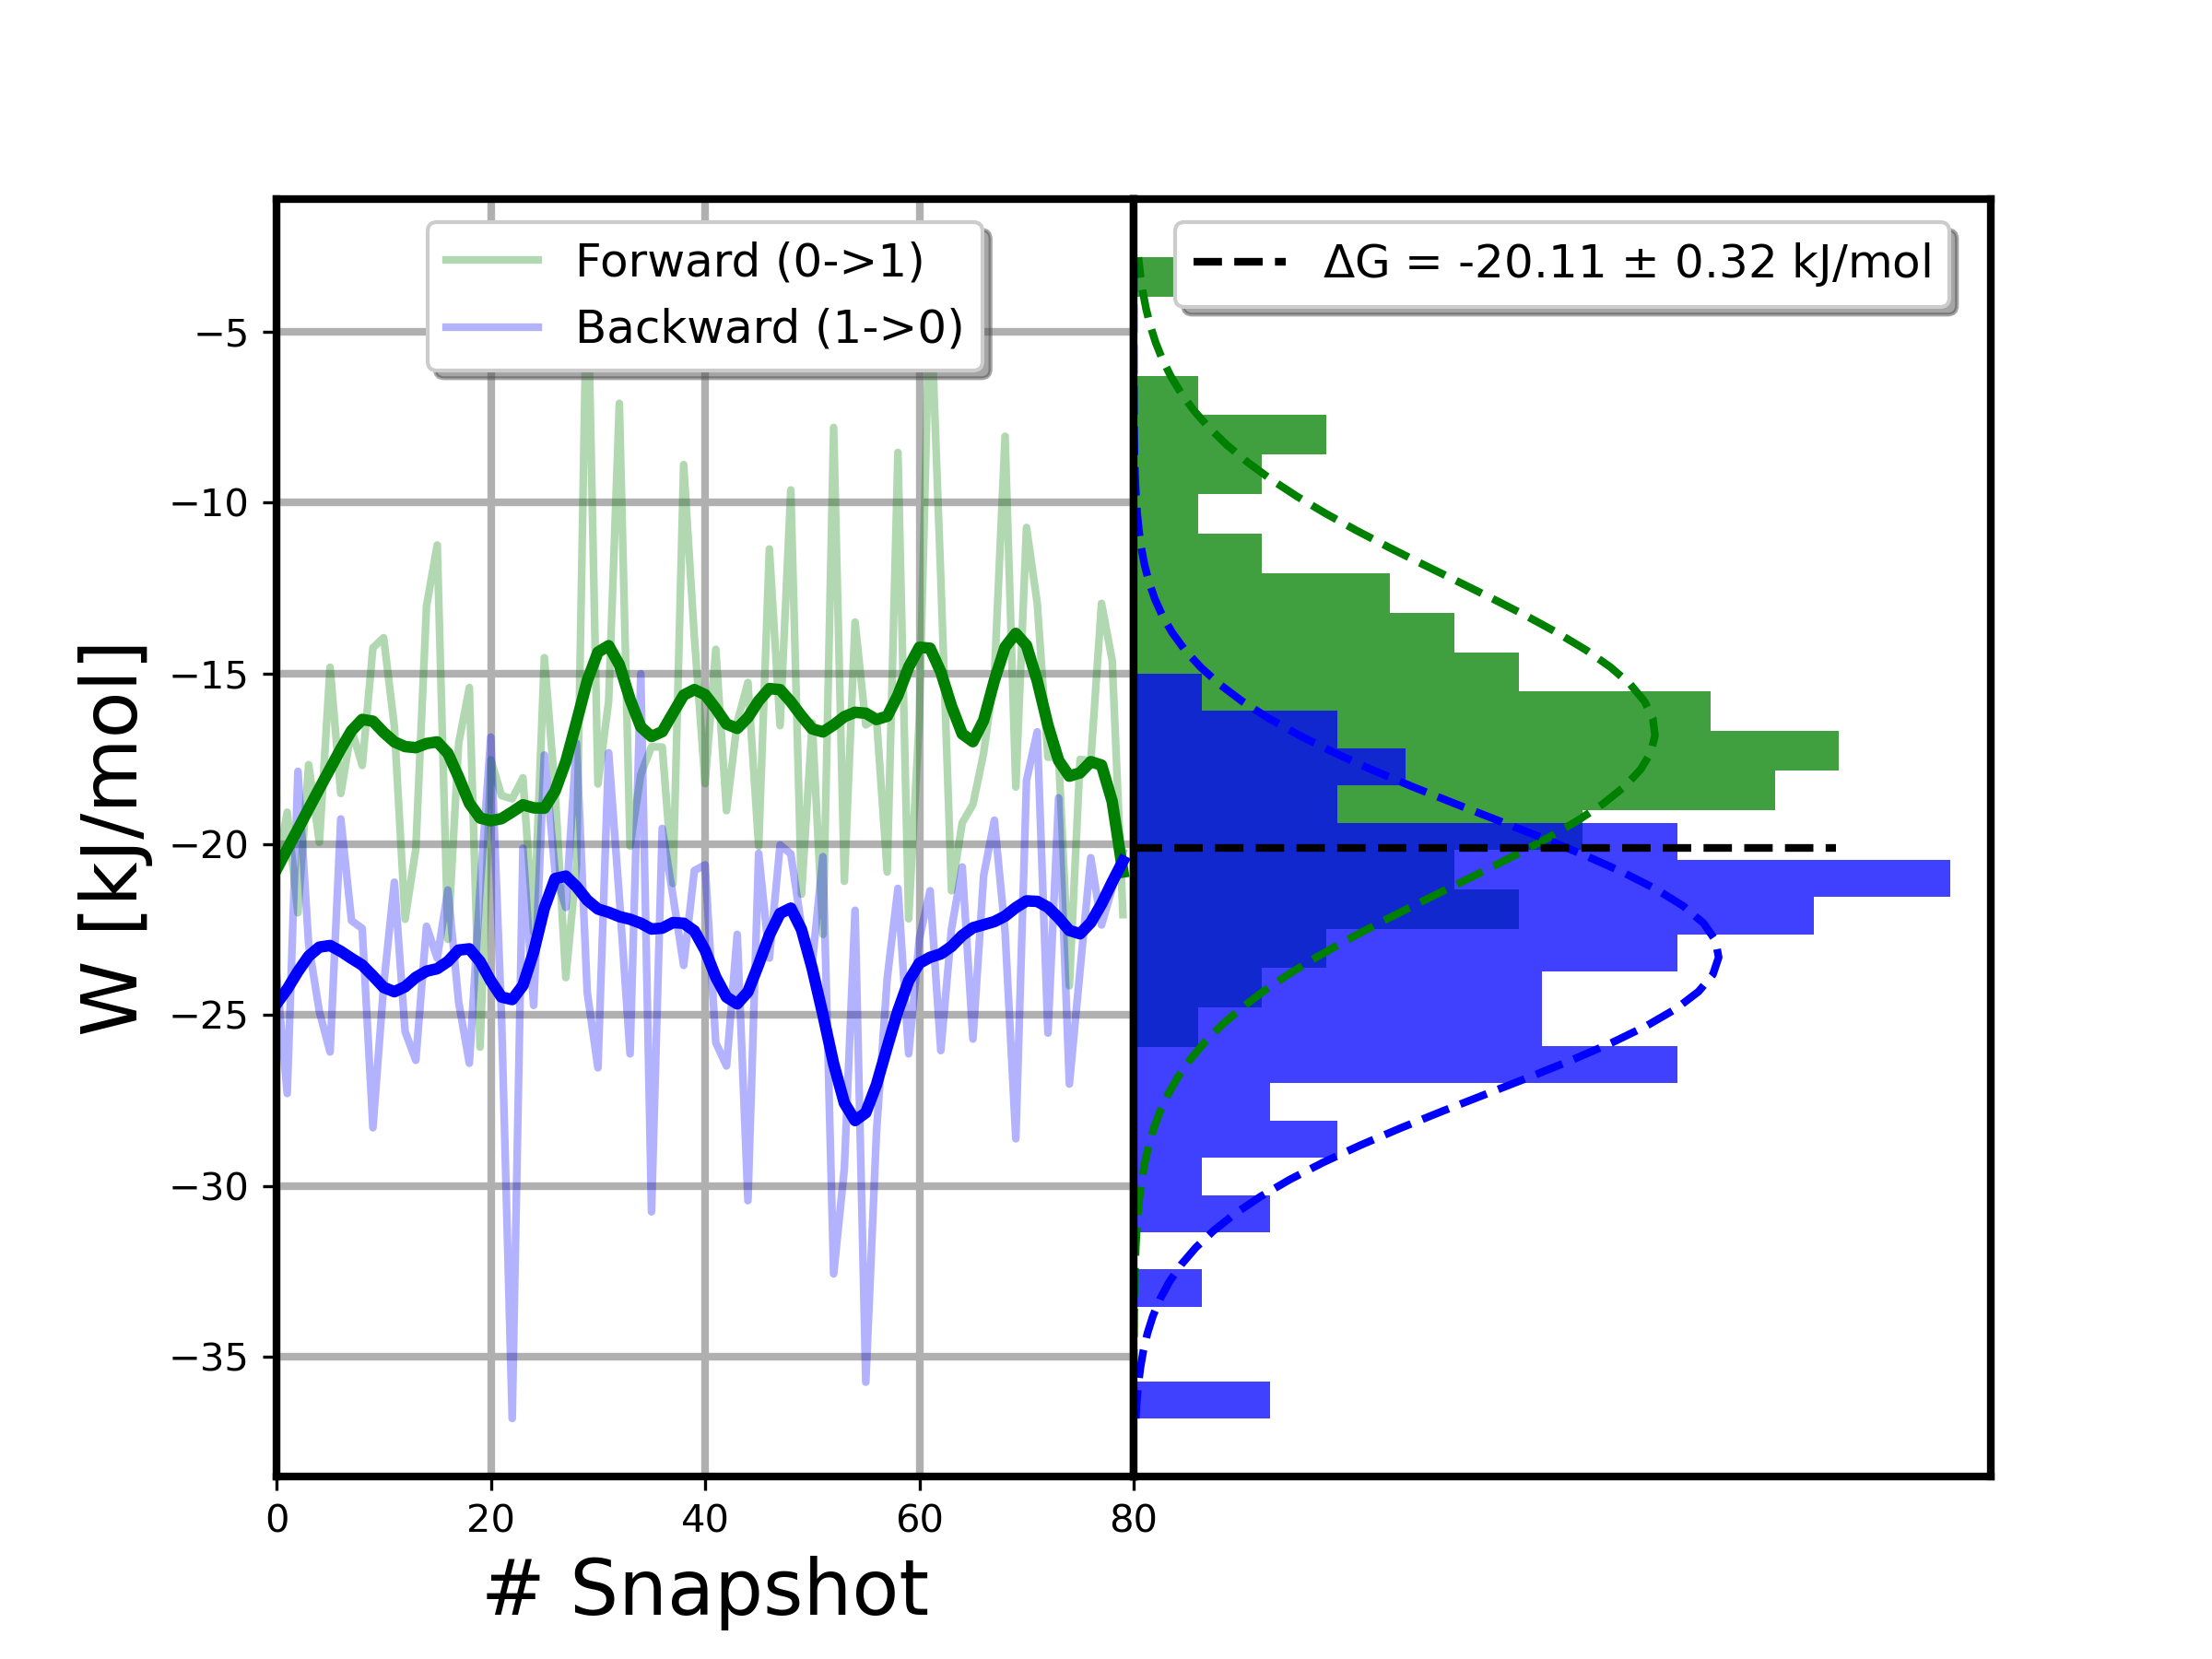 Forward (0->1)
Backward (1->0)
ΔG = -20.11 ± 0.32 kJ/mol
W [kJ/mol]
−5
−10
−15
−20
−25
−30
−35
0 20 40 60 80
# Snapshot